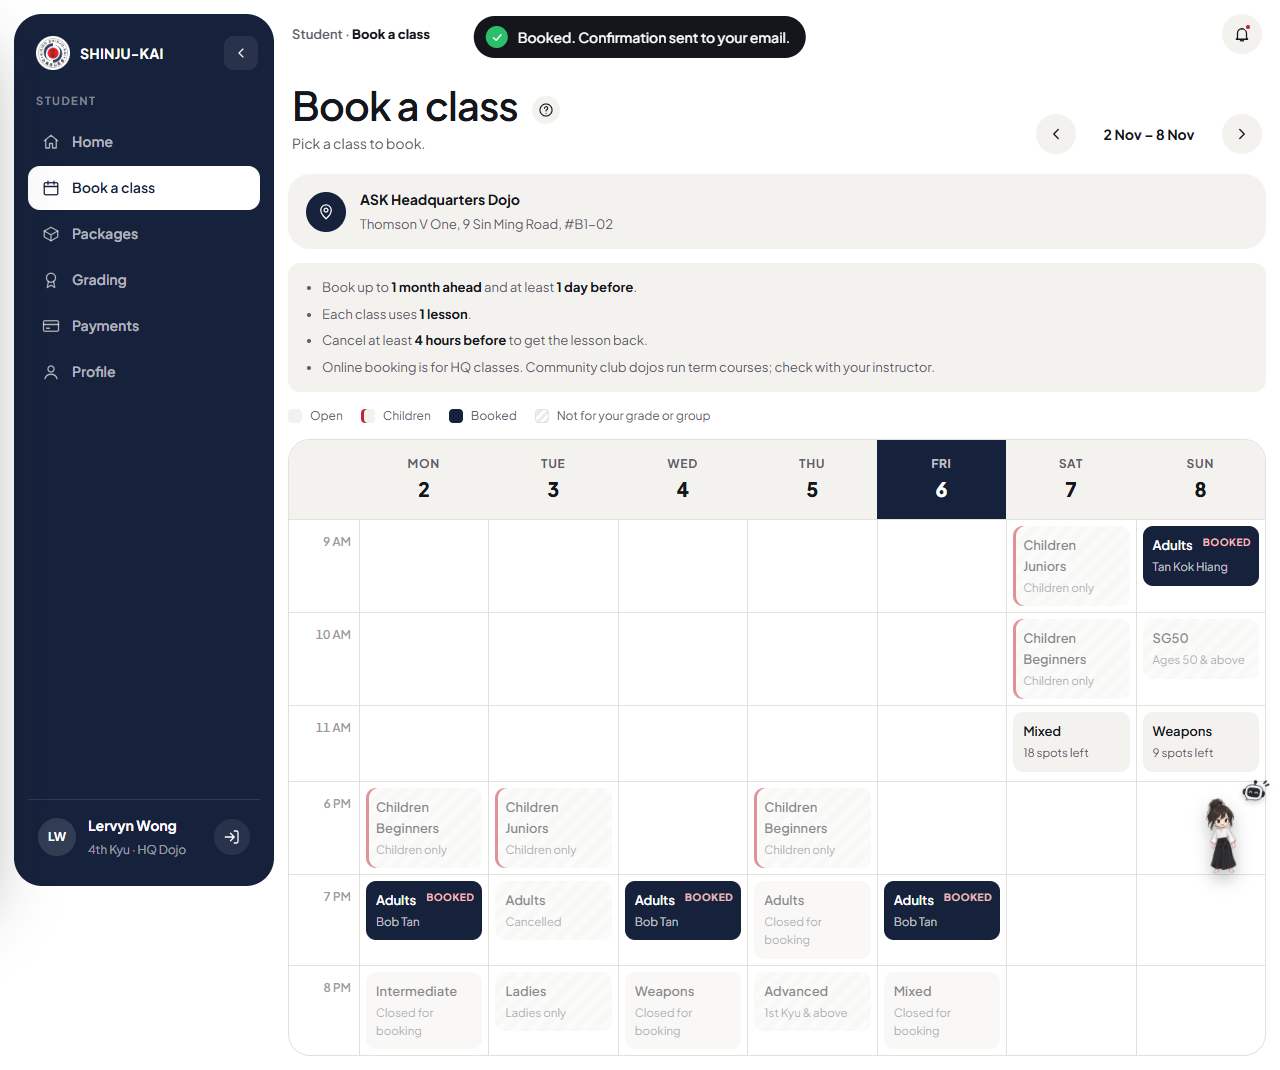 SHINJU-KAI
STUDENT
Home
Book a class
Packages
Grading
Payments
Profile
LW
Lervyn Wong
4th Kyu · HQ Dojo
Student · Book a class
Booked. Confirmation sent to your email.
Book a class
Pick a class to book.
2 Nov – 8 Nov
ASK Headquarters Dojo
Thomson V One, 9 Sin Ming Road, #B1-02
• Book up to 1 month ahead and at least 1 day before.
• Each class uses 1 lesson.
• Cancel at least 4 hours before to get the lesson back.
• Online booking is for HQ classes. Community club dojos run term courses; check with your instructor.
Open Children Booked Not for your grade or group
MON TUE WED THU FRI SAT SUN
2 3 4 5 6 7 8
9 AM
Children
Juniors
Children only
Adults BOOKED
Tan Kok Hiang
10 AM
Children
Beginners
Children only
SG50
Ages 50 & above
11 AM
Mixed
18 spots left
Weapons
9 spots left
6 PM
Children
Beginners
Children only
Children
Juniors
Children only
Children
Beginners
Children only
7 PM
Adults BOOKED
Bob Tan
Adults
Cancelled
Adults BOOKED
Bob Tan
Adults
Closed for
booking
Adults BOOKED
Bob Tan
8 PM
Intermediate
Closed for
booking
Ladies
Ladies only
Weapons
Closed for
booking
Advanced
1st Kyu & above
Mixed
Closed for
booking